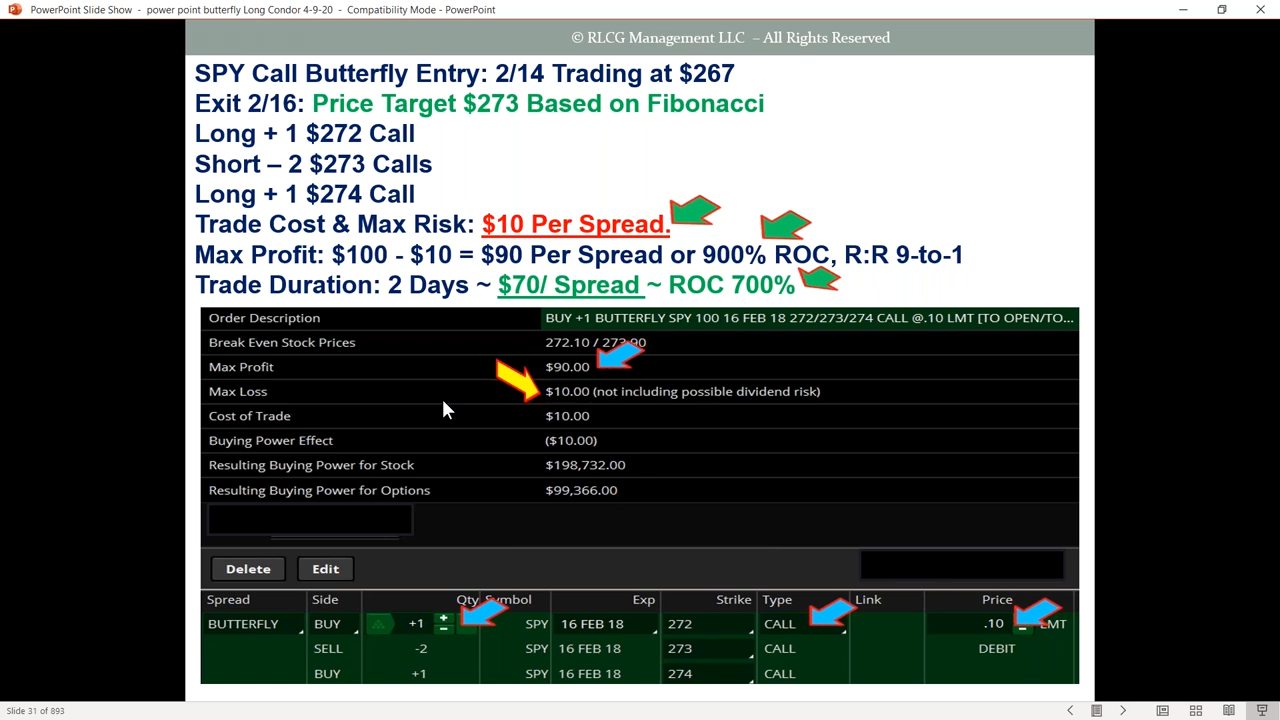 PowerPoint Slide Show - power point butterfly Long Condor 4-9-20 - Compatibility Mode - PowerPoint
© RLCG Management LLC – All Rights Reserved
SPY Call Butterfly Entry: 2/14 Trading at $267
Exit 2/16: Price Target $273 Based on Fibonacci
Long + 1 $272 Call
Short – 2 $273 Calls
Long + 1 $274 Call
Trade Cost & Max Risk: $10 Per Spread.
Max Profit: $100 - $10 = $90 Per Spread or 900% ROC, R:R 9-to-1
Trade Duration: 2 Days ~ $70/ Spread ~ ROC 700%
Order Description BUY +1 BUTTERFLY SPY 100 16 FEB 18 272/273/274 CALL @.10 LMT [TO OPEN/TO...
Break Even Stock Prices 272.10 / 273.90
Max Profit $90.00
Max Loss $10.00 (not including possible dividend risk)
Cost of Trade $10.00
Buying Power Effect ($10.00)
Resulting Buying Power for Stock $198,732.00
Resulting Buying Power for Options $99,366.00
Delete Edit
Spread Side Qty Symbol Exp Strike Type Link Price
BUTTERFLY BUY +1 SPY 16 FEB 18 272 CALL .10 LMT
SELL -2 SPY 16 FEB 18 273 CALL DEBIT
BUY +1 SPY 16 FEB 18 274 CALL
Slide 31 of 893